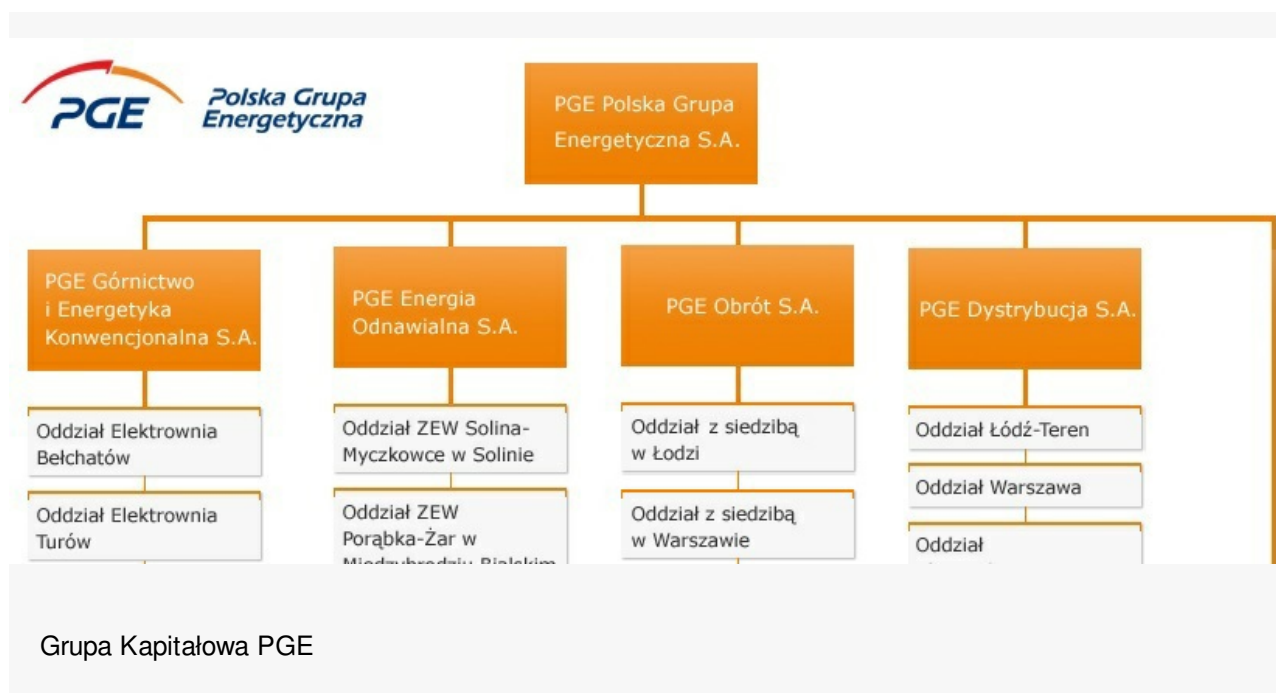 PGE
Polska Grupa
Energetyczna
PGE Polska Grupa
Energetyczna S.A.
PGE Górnictwo
i Energetyka
Konwencjonalna S.A.
PGE Energia
Odnawialna S.A.
PGE Obrót S.A.
PGE Dystrybucja S.A.
Oddział Elektrownia
Bełchatów
Oddział Elektrownia
Turów
Oddział ZEW Solina-
Myczkowce w Solinie
Oddział ZEW
Porąbka-Żar w
Międzybrodziu Bialskim
Oddział z siedzibą
w Łodzi
Oddział z siedzibą
w Warszawie
Oddział Łódź-Teren
Oddział Warszawa
Oddział
Grupa Kapitałowa PGE